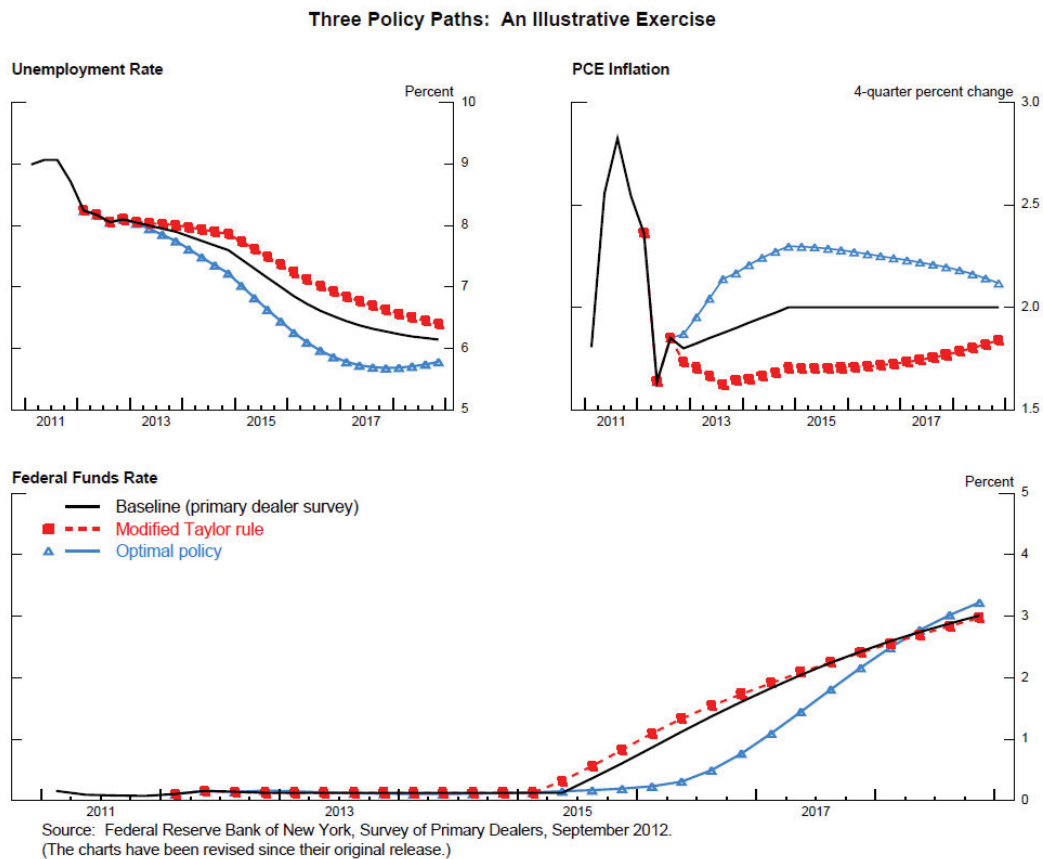 Three Policy Paths: An Illustrative Exercise
Unemployment Rate
Percent
10
9
8
7
6
5
2011 2013 2015 2017
PCE Inflation
4-quarter percent change
3.0
2.5
2.0
1.5
2011 2013 2015 2017
Federal Funds Rate
Percent
Baseline (primary dealer survey)
Modified Taylor rule
Optimal policy
5
4
3
2
1
0
2011 2013 2015 2017
Source: Federal Reserve Bank of New York, Survey of Primary Dealers, September 2012.
(The charts have been revised since their original release.)